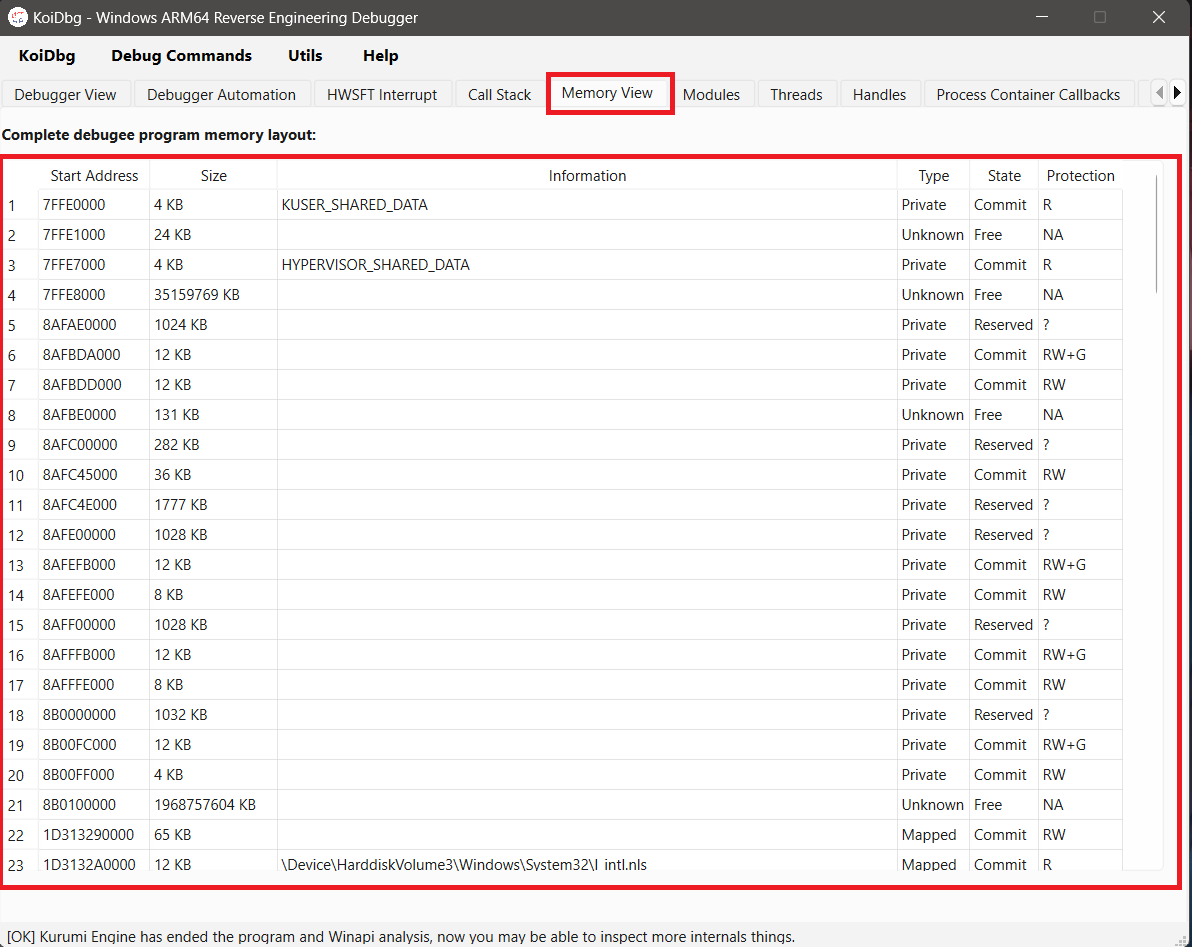 KoiDbg - Windows ARM64 Reverse Engineering Debugger
KoiDbg Debug Commands Utils Help
Debugger View Debugger Automation HWSFT Interrupt Call Stack Memory View Modules Threads Handles Process Container Callbacks
Complete debugee program memory layout:
Start Address Size Information Type State Protection
1 7FFE0000 4 KB KUSER_SHARED_DATA Private Commit R
2 7FFE1000 24 KB Unknown Free NA
3 7FFE7000 4 KB HYPERVISOR_SHARED_DATA Private Commit R
4 7FFE8000 35159769 KB Unknown Free NA
5 8AFAE0000 1024 KB Private Reserved ?
6 8AFBDA000 12 KB Private Commit RW+G
7 8AFBDD000 12 KB Private Commit RW
8 8AFBE0000 131 KB Unknown Free NA
9 8AFC00000 282 KB Private Reserved ?
10 8AFC45000 36 KB Private Commit RW
11 8AFC4E000 1777 KB Private Reserved ?
12 8AFE00000 1028 KB Private Reserved ?
13 8AFEFB000 12 KB Private Commit RW+G
14 8AFEFE000 8 KB Private Commit RW
15 8AFF00000 1028 KB Private Reserved ?
16 8AFFFB000 12 KB Private Commit RW+G
17 8AFFFE000 8 KB Private Commit RW
18 8B0000000 1032 KB Private Reserved ?
19 8B00FC000 12 KB Private Commit RW+G
20 8B00FF000 4 KB Private Commit RW
21 8B0100000 1968757604 KB Unknown Free NA
22 1D313290000 65 KB Mapped Commit RW
23 1D3132A0000 12 KB \Device\HarddiskVolume3\Windows\System32\l_intl.nls Mapped Commit R
[OK] Kurumi Engine has ended the program and Winapi analysis, now you may be able to inspect more internals things.